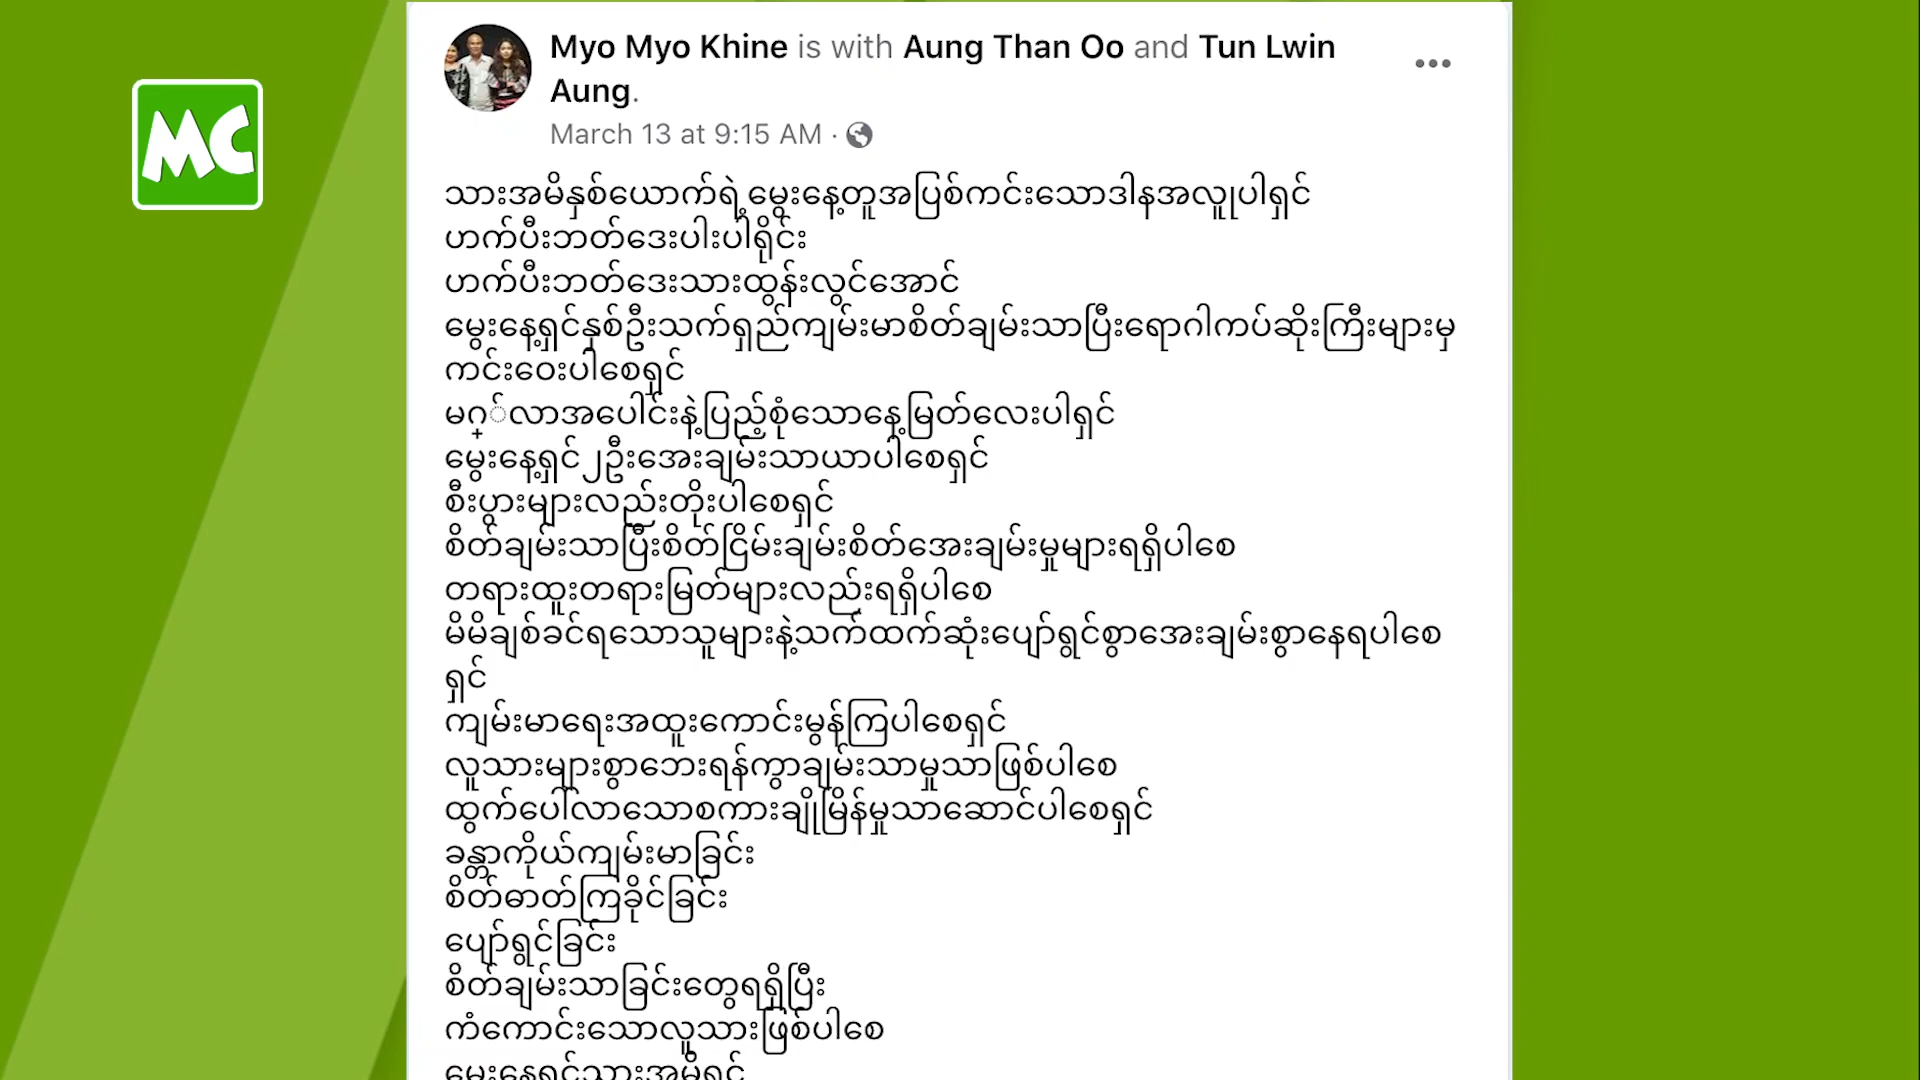 MC
Myo Myo Khine is with Aung Than Oo and Tun Lwin
Aung.
March 13 at 9:15 AM ·
သားအမိနှစ်ယောက်ရဲ့မွေးနေ့တူအပြစ်ကင်းသောဒါနအလှူပါရှင်
ဟက်ပီးဘတ်ဒေးပါးပါရိုင်း
ဟက်ပီးဘတ်ဒေးသားထွန်းလွင်အောင်
မွေးနေ့ရှင်နှစ်ဦးသက်ရှည်ကျမ်းမာစိတ်ချမ်းသာပြီးရောဂါကပ်ဆိုးကြီးများမှ
ကင်းဝေးပါစေရှင်
မဂ္်လာအပေါင်းနဲ့ပြည့်စုံသောနေ့မြတ်လေးပါရှင်
မွေးနေ့ရှင်၂ဦးအေးချမ်းသာယာပါစေရှင်
စီးပွားများလည်းတိုးပါစေရှင်
စိတ်ချမ်းသာပြီးစိတ်ငြိမ်းချမ်းစိတ်အေးချမ်းမှုများရရှိပါစေ
တရားထူးတရားမြတ်များလည်းရရှိပါစေ
မိမိချစ်ခင်ရသောသူများနဲ့သက်ထက်ဆုံးပျော်ရွှင်စွာအေးချမ်းစွာနေရပါစေ
ရှင်
ကျမ်းမာရေးအထူးကောင်းမွန်ကြပါစေရှင်
လူသားများစွာဘေးရန်ကွာချမ်းသာမှုသာဖြစ်ပါစေ
ထွက်ပေါ်လာသောစကားချိုမြိန်မှုသာဆောင်ပါစေရှင်
ခန္တာကိုယ်ကျမ်းမာခြင်း
စိတ်ဓာတ်ကြခိုင်ခြင်း
ပျော်ရွှင်ခြင်း
စိတ်ချမ်းသာခြင်းတွေရရှိပြီး
ကံကောင်းသောလူသားဖြစ်ပါစေ
မွေးနေ့ရှင်သားအမိရှင်